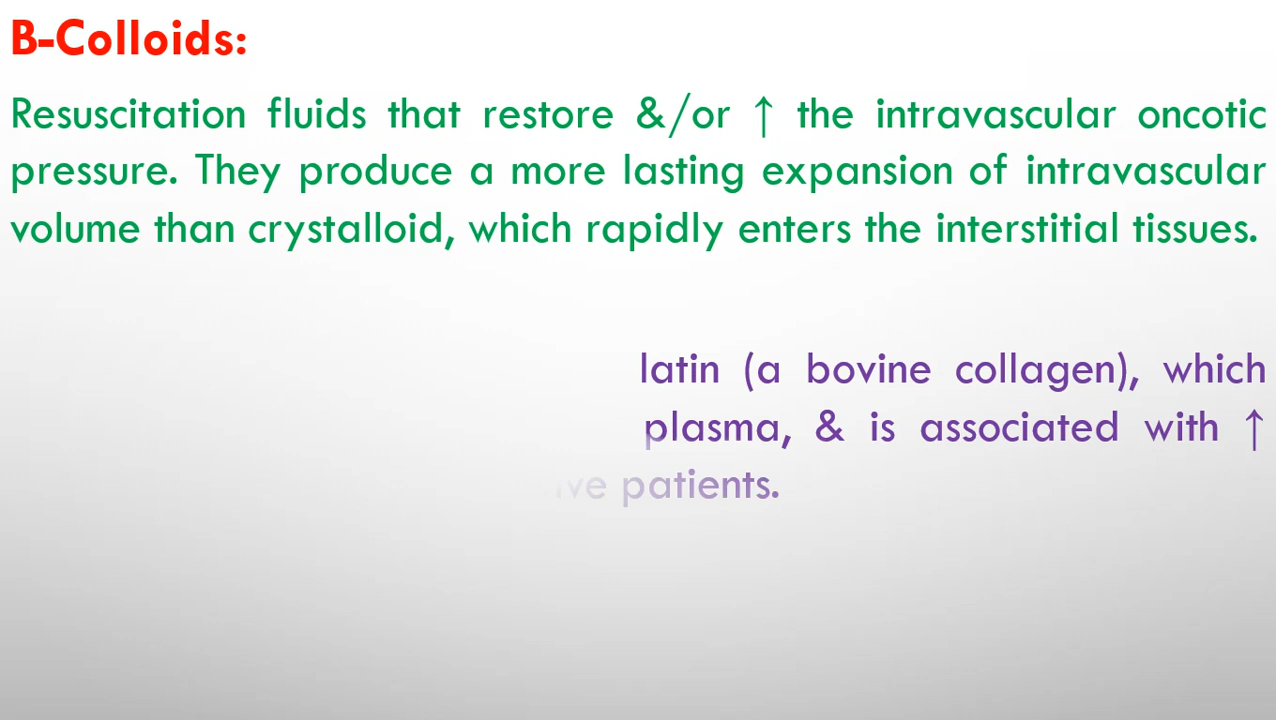 B-Colloids:
Resuscitation fluids that restore &/or ↑ the intravascular oncotic
pressure. They produce a more lasting expansion of intravascular
volume than crystalloid, which rapidly enters the interstitial tissues.
latin (a bovine collagen), which
plasma, & is associated with ↑
ive patients.